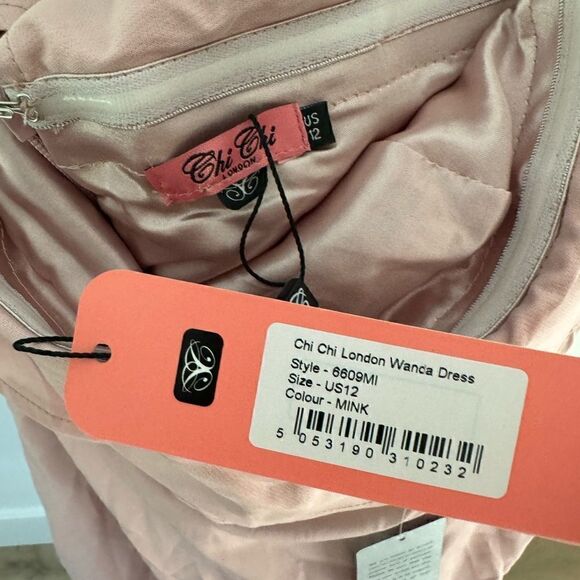 Chi Chi
LONDON
US
12
Chi Chi London Wanda Dress
Style - 6609MI
Size - US12
Colour - MINK
5 053190 310232